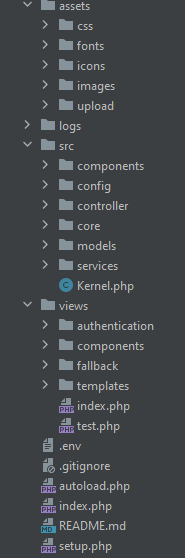 assets
css
fonts
icons
images
upload
logs
src
components
config
controller
core
models
services
Kernel.php
views
authentication
components
fallback
templates
index.php
test.php
.env
.gitignore
autoload.php
index.php
README.md
setup.php